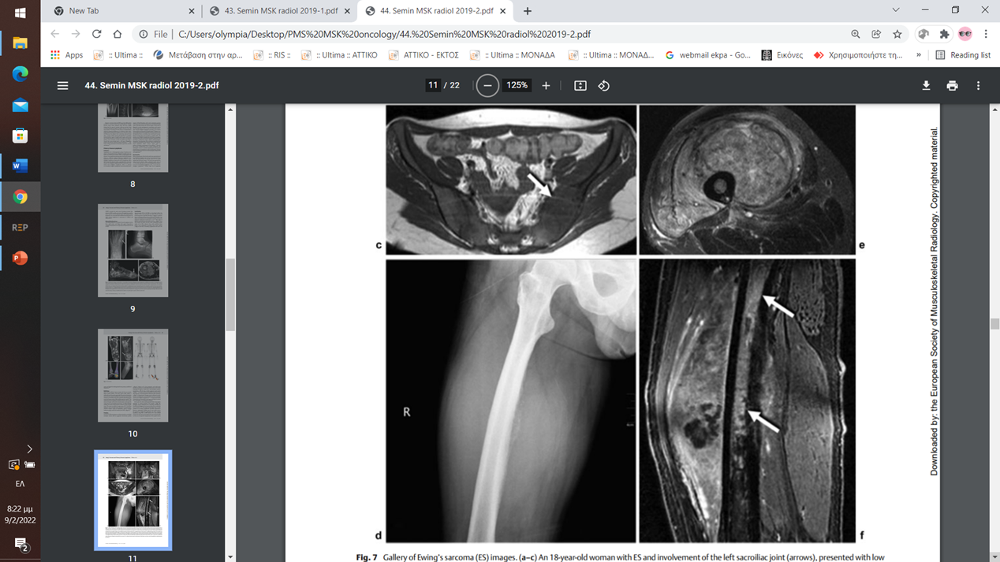 New Tab
43. Semin MSK radiol 2019-1.pdf
44. Semin MSK radiol 2019-2.pdf
File
C:/Users/olympia/Desktop/PMS%20MSK%20oncology/44.%20Semin%20MSK%20radiol%202019-2.pdf
Apps
:: Ultima ::
Μετάβαση στην αρ...
:: RIS ::
:: Ultima :: ATTIKO
ATTIKO - ΕΚΤΟΣ
:: Ultima :: ΜΟΝΑΔΑ
:: Ultima :: ΜΟΝΑΔ...
webmail ekpa - Go...
Εικόνες
Χρησιμοποιήστε τη...
»
Reading list
44. Semin MSK radiol 2019-2.pdf
11 / 22
125%
8
9
10
11
c
e
R
d
f
Downloaded by: the European Society of Musculoskeletal Radiology. Copyrighted material.
Fig. 7 Gallery of Ewing's sarcoma (ES) images. (a–c) An 18-year-old woman with ES and involvement of the left sacroiliac joint (arrows), presented with low
REP
ΕΛ
8:22 μμ
9/2/2022
2